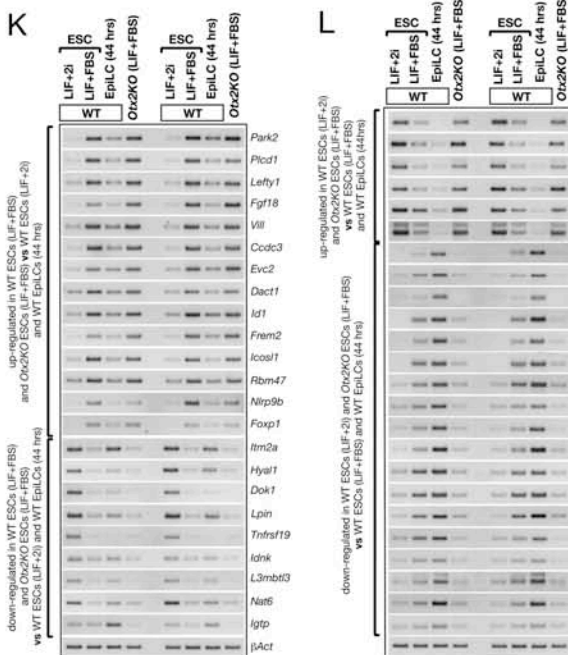 K
ESC
LIF+2i
LIF+FBS
EpiLC (44 hrs)
Otx2KO (LIF+FBS)
WT
ESC
LIF+2i
LIF+FBS
EpiLC (44 hrs)
Otx2KO (LIF+FBS)
WT
up-regulated in WT ESCs (LIF+FBS)
and Otx2KO ESCs (LIF+FBS) vs WT ESCs (LIF+2i)
and WT EpiLCs (44 hrs)
Park2
Plcd1
Lefty1
Fgf18
Vill
Ccdc3
Evc2
Dact1
Id1
Frem2
Icosl1
Rbm47
Nlrp9b
Foxp1
down-regulated in WT ESCs (LIF+FBS)
and Otx2KO ESCs (LIF+FBS)
vs WT ESCs (LIF+2i) and WT EpiLCs (44 hrs)
Itm2a
Hyal1
Dok1
Lpin
Tnfrsf19
Idnk
L3mbtl3
Nat6
Igtp
βAct
L
ESC
LIF+2i
LIF+FBS
EpiLC (44 hrs)
Otx2KO (LIF+FBS)
WT
ESC
LIF+2i
LIF+FBS
EpiLC (44 hrs)
Otx2KO (LIF+FBS)
WT
up-regulated in WT ESCs (LIF+2i)
and Otx2KO ESCs (LIF+FBS)
vs WT ESCs (LIF+FBS)
and WT EpiLCs (44hrs)
down-regulated in WT ESCs (LIF+2i) and Otx2KO ESCs (LIF+FBS)
vs WT ESCs (LIF+FBS) and WT EpiLCs (44 hrs)